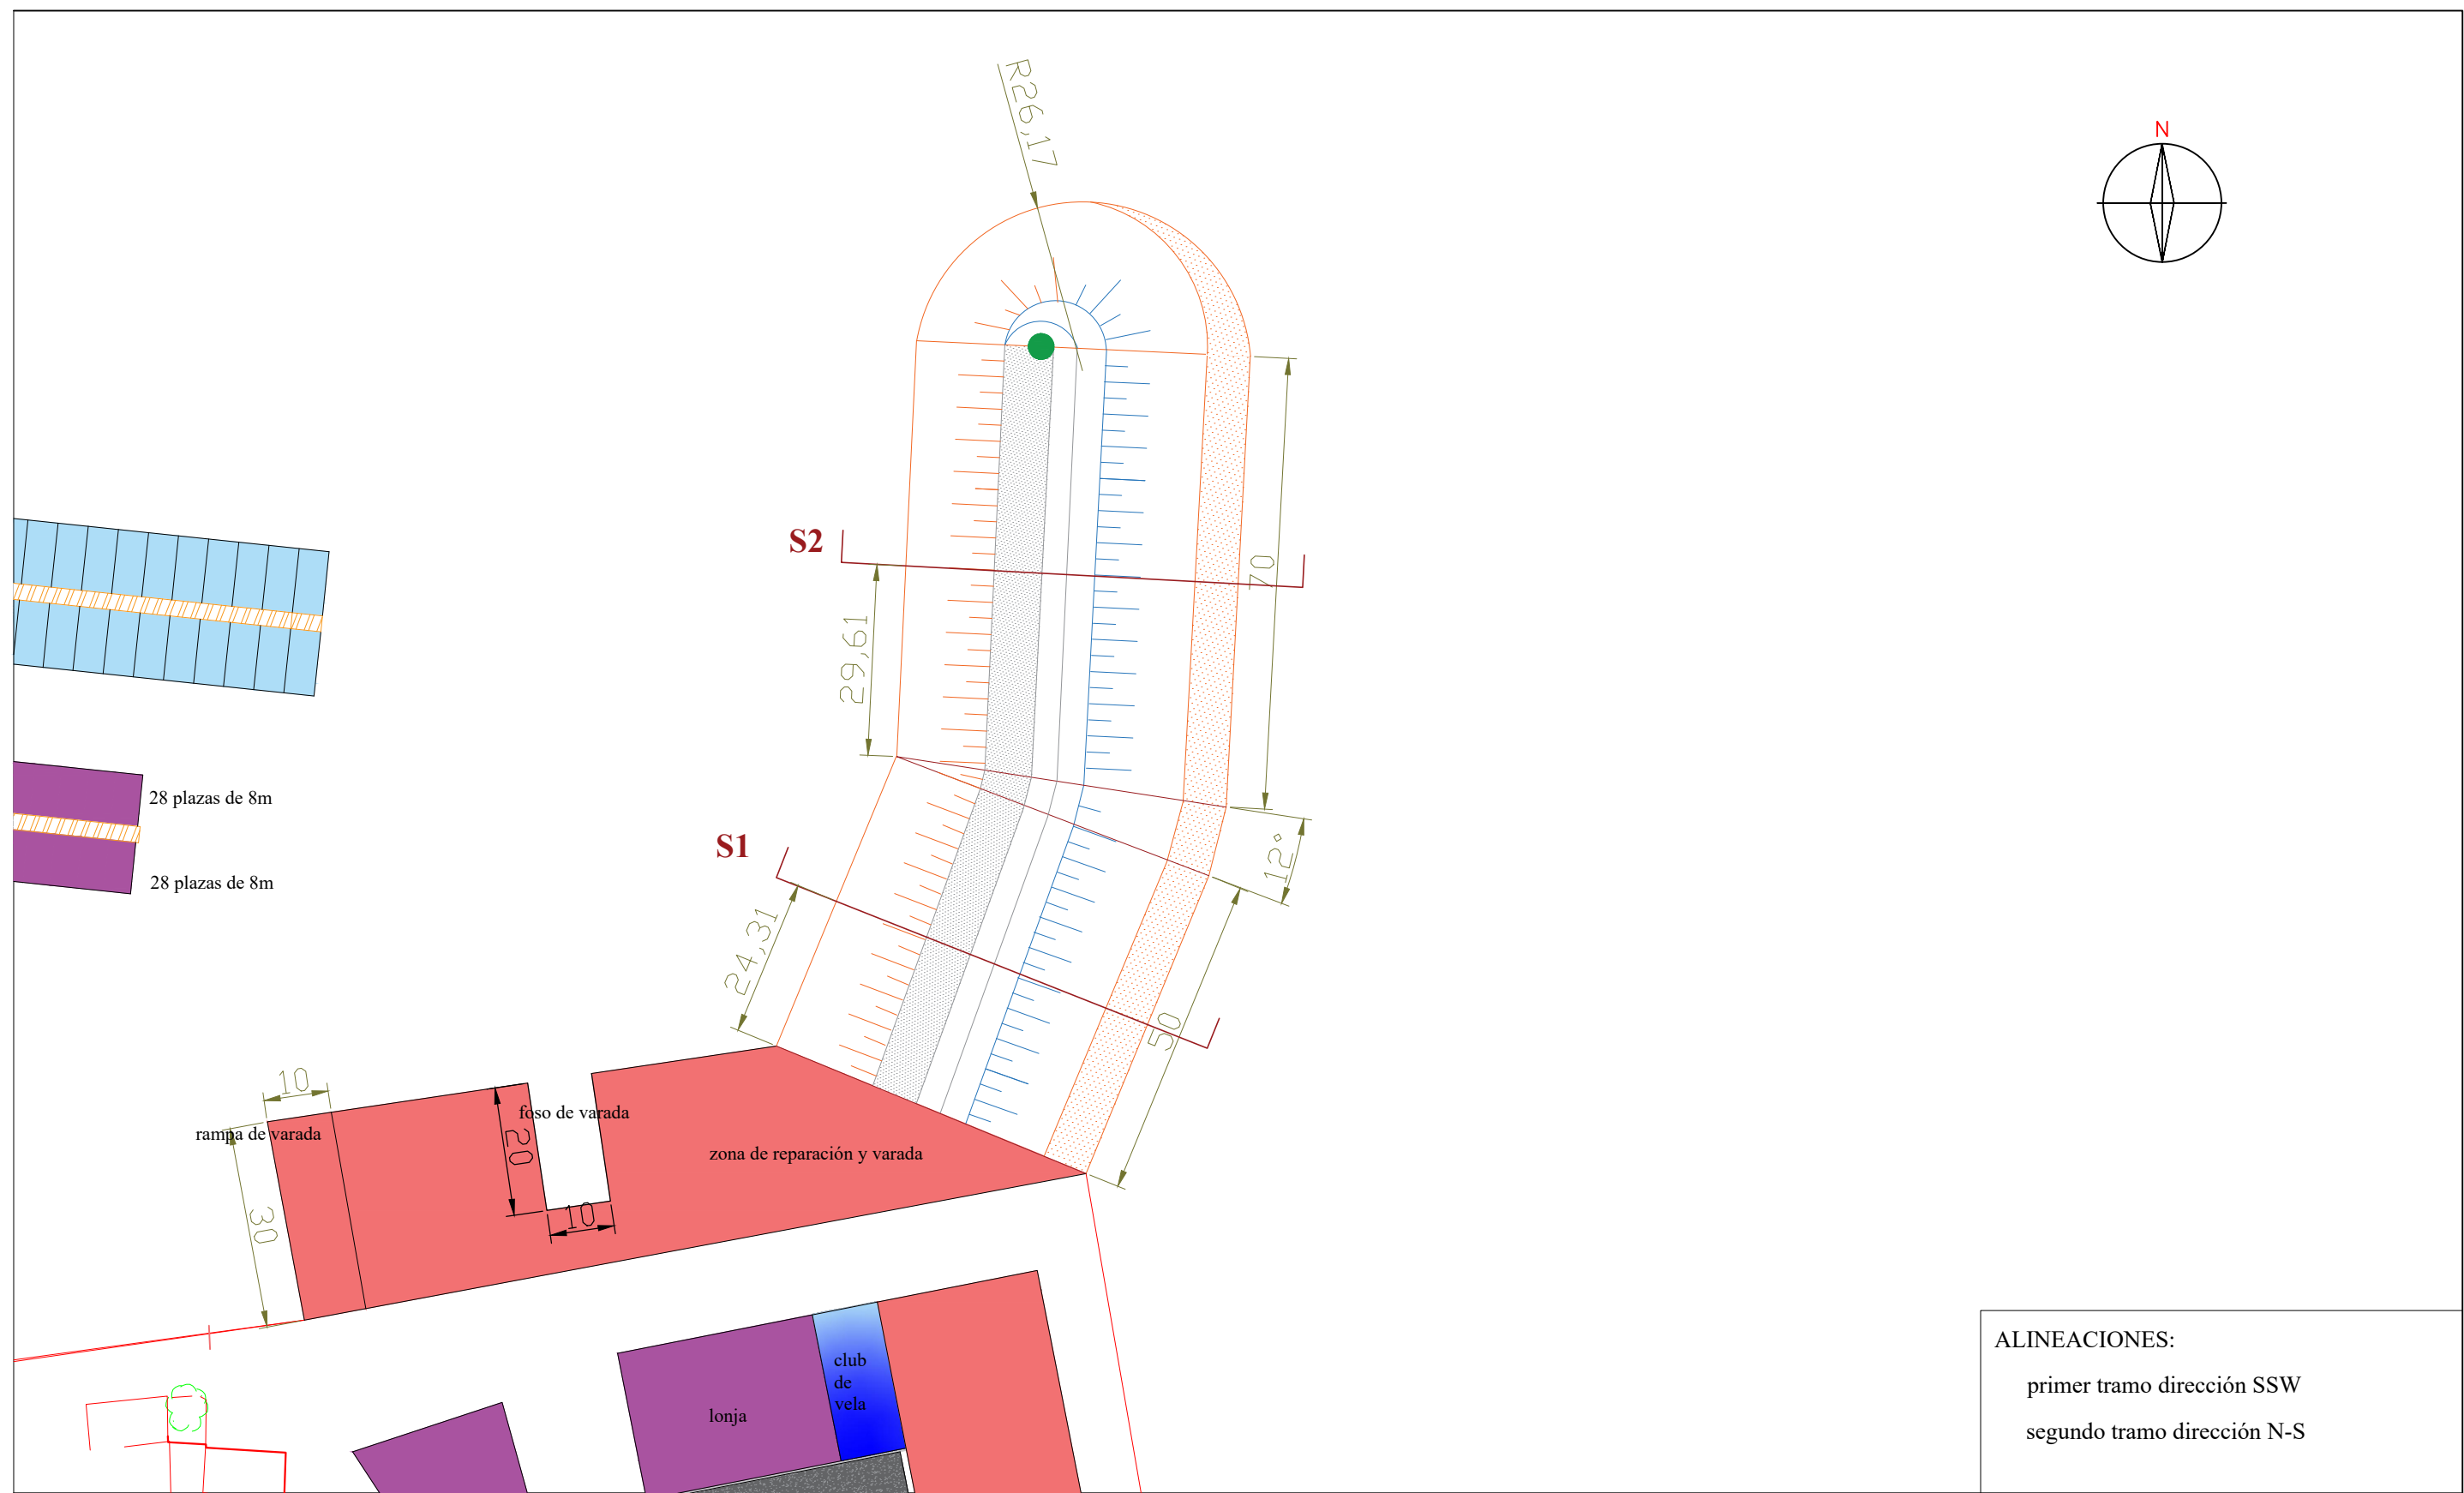 R26,17
N
S2
70
29,61
28 plazas de 8m
S1
12°
28 plazas de 8m
24,31
50
10
foso de varada
rampa de varada
20
zona de reparación y varada
10
30
ALINEACIONES:
primer tramo dirección SSW
segundo tramo dirección N-S
club
de
vela
lonja